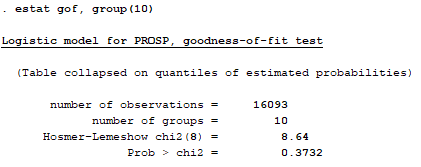 . estat gof, group(10)
Logistic model for PROSP, goodness-of-fit test
(Table collapsed on quantiles of estimated probabilities)
number of observations = 16093
number of groups = 10
Hosmer-Lemeshow chi2(8) = 8.64
Prob > chi2 = 0.3732